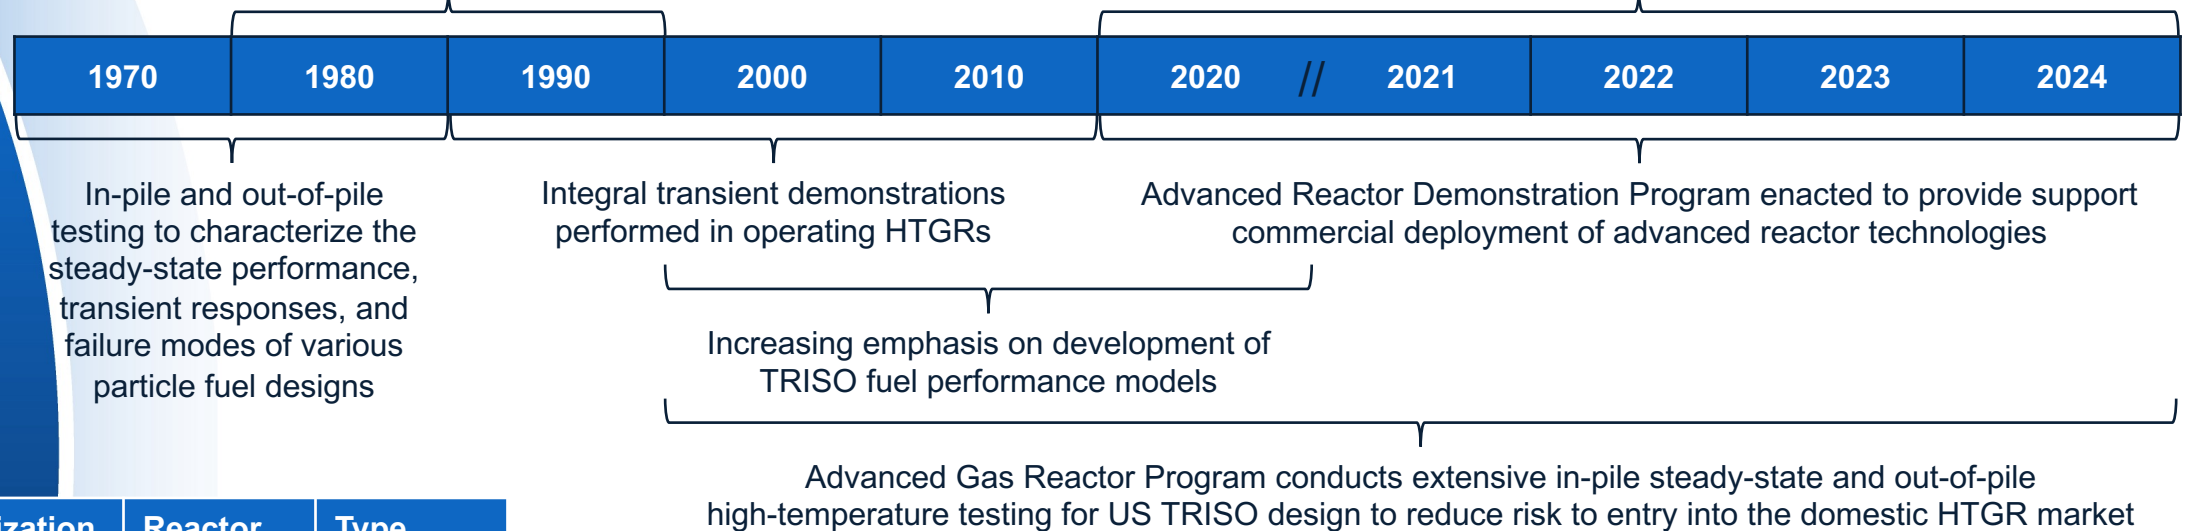 1970 1980 1990 2000 2010 2020 // 2021 2022 2023 2024
In-pile and out-of-pile
testing to characterize the
steady-state performance,
transient responses, and
failure modes of various
particle fuel designs
Integral transient demonstrations
performed in operating HTGRs
Advanced Reactor Demonstration Program enacted to provide support
commercial deployment of advanced reactor technologies
Increasing emphasis on development of
TRISO fuel performance models
Advanced Gas Reactor Program conducts extensive in-pile steady-state and out-of-pile
high-temperature testing for US TRISO design to reduce risk to entry into the domestic HTGR market
Reactor Type